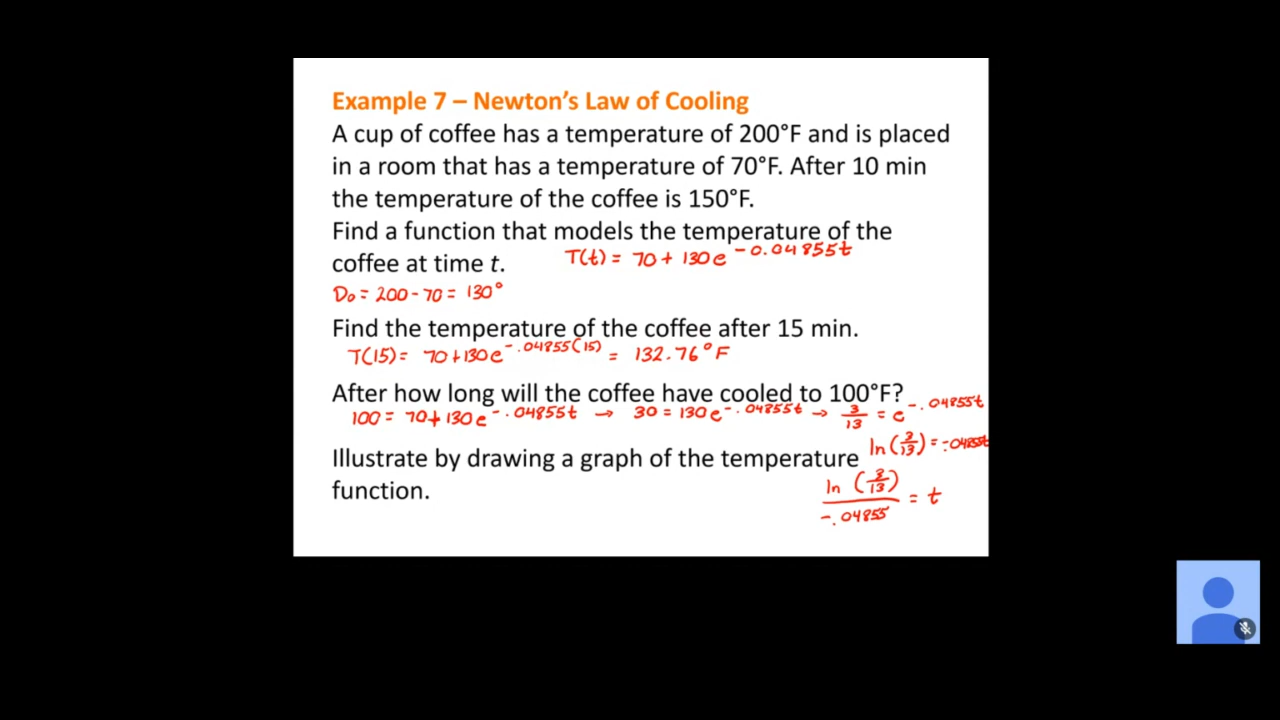 Example 7 – Newton's Law of Cooling
A cup of coffee has a temperature of 200°F and is placed
in a room that has a temperature of 70°F. After 10 min
the temperature of the coffee is 150°F.
Find a function that models the temperature of the
coffee at time t. T(t) = 70 + 130e^-0.04855t
D₀ = 200 - 70 = 130°
Find the temperature of the coffee after 15 min.
T(15) = 70 + 130e^-.04855(15) = 132.76°F
After how long will the coffee have cooled to 100°F?
100 = 70 + 130e^-.04855t → 30 = 130e^-.04855t → 3/13 = e^-.04855t
ln(3/13) = -.04855t
Illustrate by drawing a graph of the temperature
function.
ln(3/13) / -.04855 = t